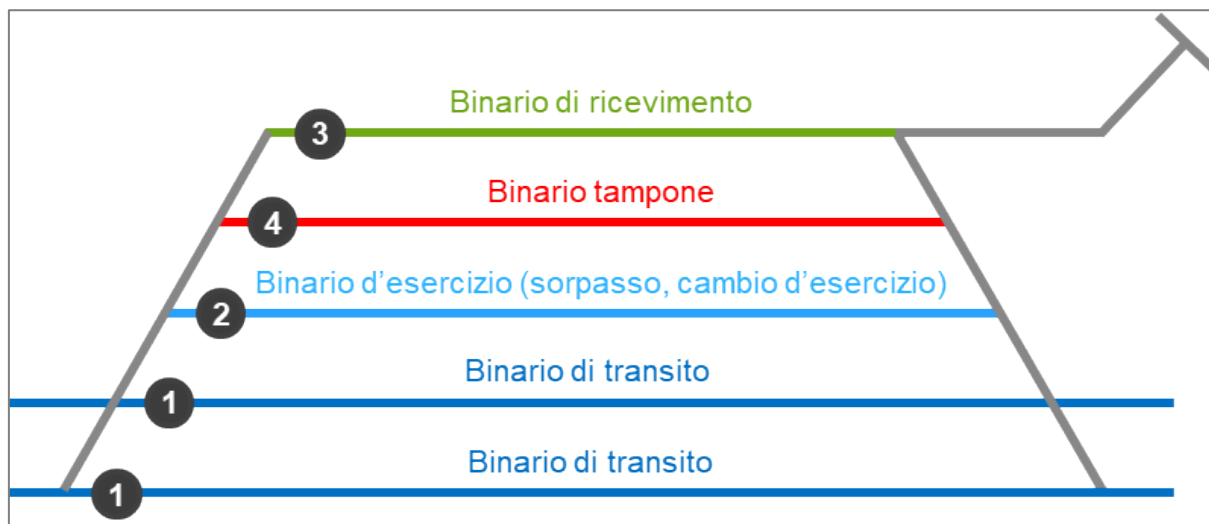 Binario di ricevimento
3
Binario tampone
4
Binario d'esercizio (sorpasso, cambio d'esercizio)
2
Binario di transito
1
Binario di transito
1